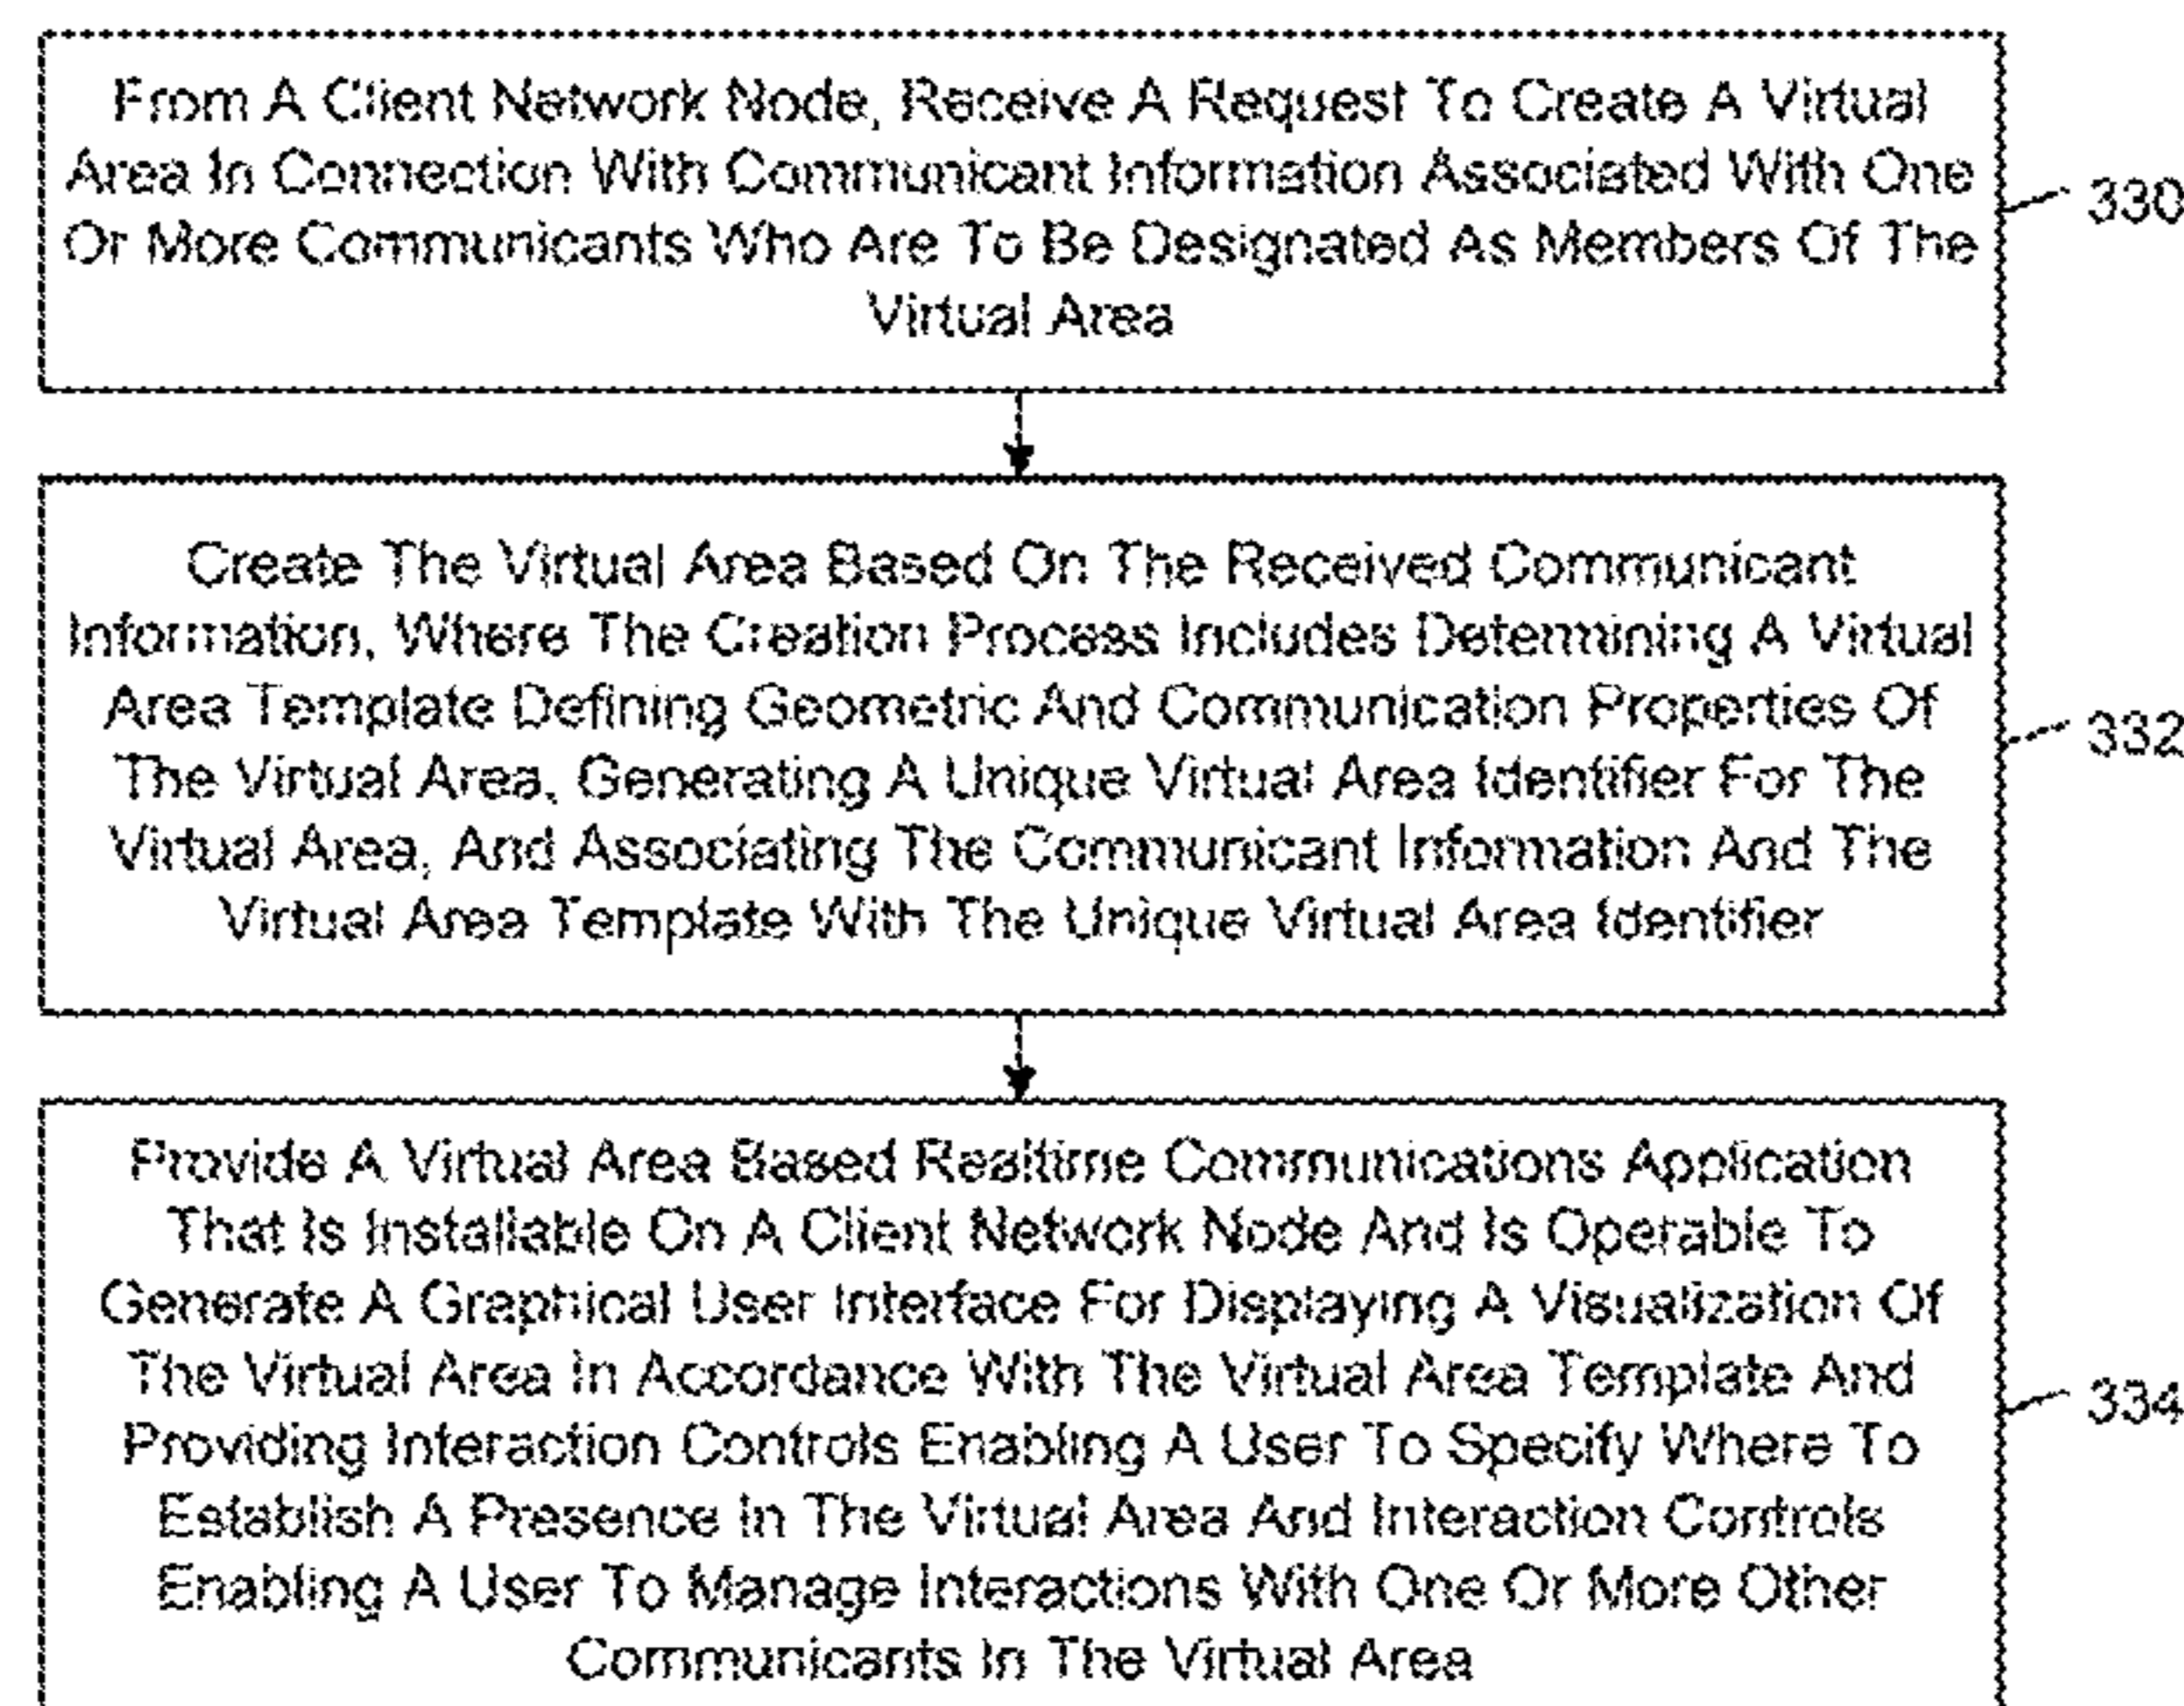 From A Client Network Node, Receive A Request To Create A Virtual
Area In Connection With Communicant Information Associated With One
Or More Communicants Who Are To Be Designated As Members Of The
Virtual Area
330
Create The Virtual Area Based On The Received Communicant
Information, Where The Creation Process Includes Determining A Virtual
Area Template Defining Geometric And Communication Properties Of
The Virtual Area, Generating A Unique Virtual Area Identifier For The
Virtual Area, And Associating The Communicant Information And The
Virtual Area Template With The Unique Virtual Area Identifier
332
Provide A Virtual Area Based Realtime Communications Application
That Is Installable On A Client Network Node And Is Operable To
Generate A Graphical User Interface For Displaying A Visualization Of
The Virtual Area In Accordance With The Virtual Area Template And
Providing Interaction Controls Enabling A User To Specify Where To
Establish A Presence In The Virtual Area And Interaction Controls
Enabling A User To Manage Interactions With One Or More Other
Communicants In The Virtual Area
334